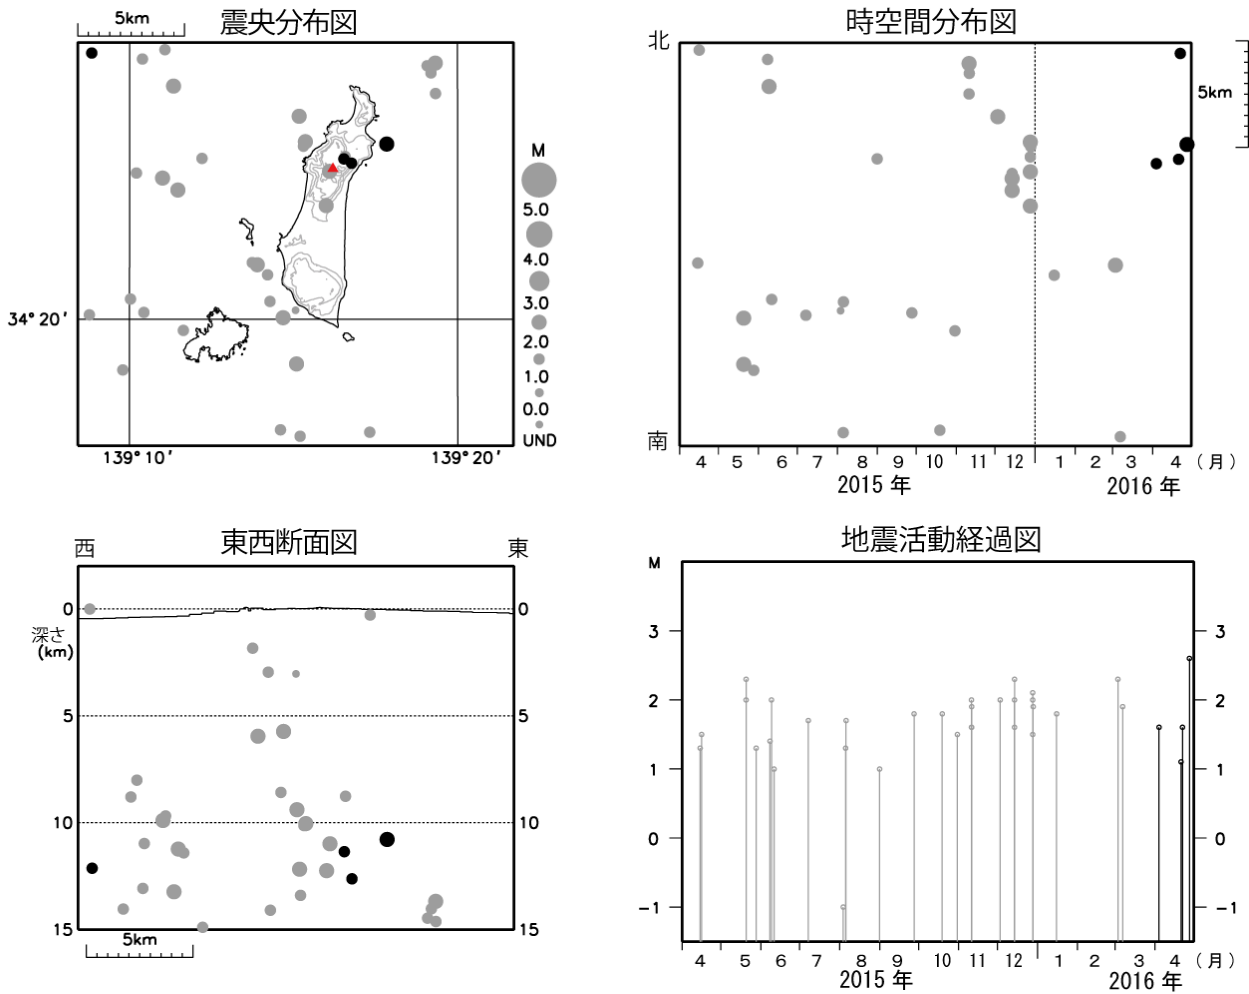 震央分布図
5km
34°20′
139°10′
139°20′
M
5.0
4.0
3.0
2.0
1.0
0.0
UND
時空間分布図
北
南
5km
4 5 6 7 8 9 10 11 12 1 2 3 4 (月)
2015 年 2016 年
東西断面図
西 東
0 0
深さ
(km)
5 5
10 10
15 15
5km
地震活動経過図
M
3 3
2 2
1 1
0 0
-1 -1
4 5 6 7 8 9 10 11 12 1 2 3 4 (月)
2015 年 2016 年